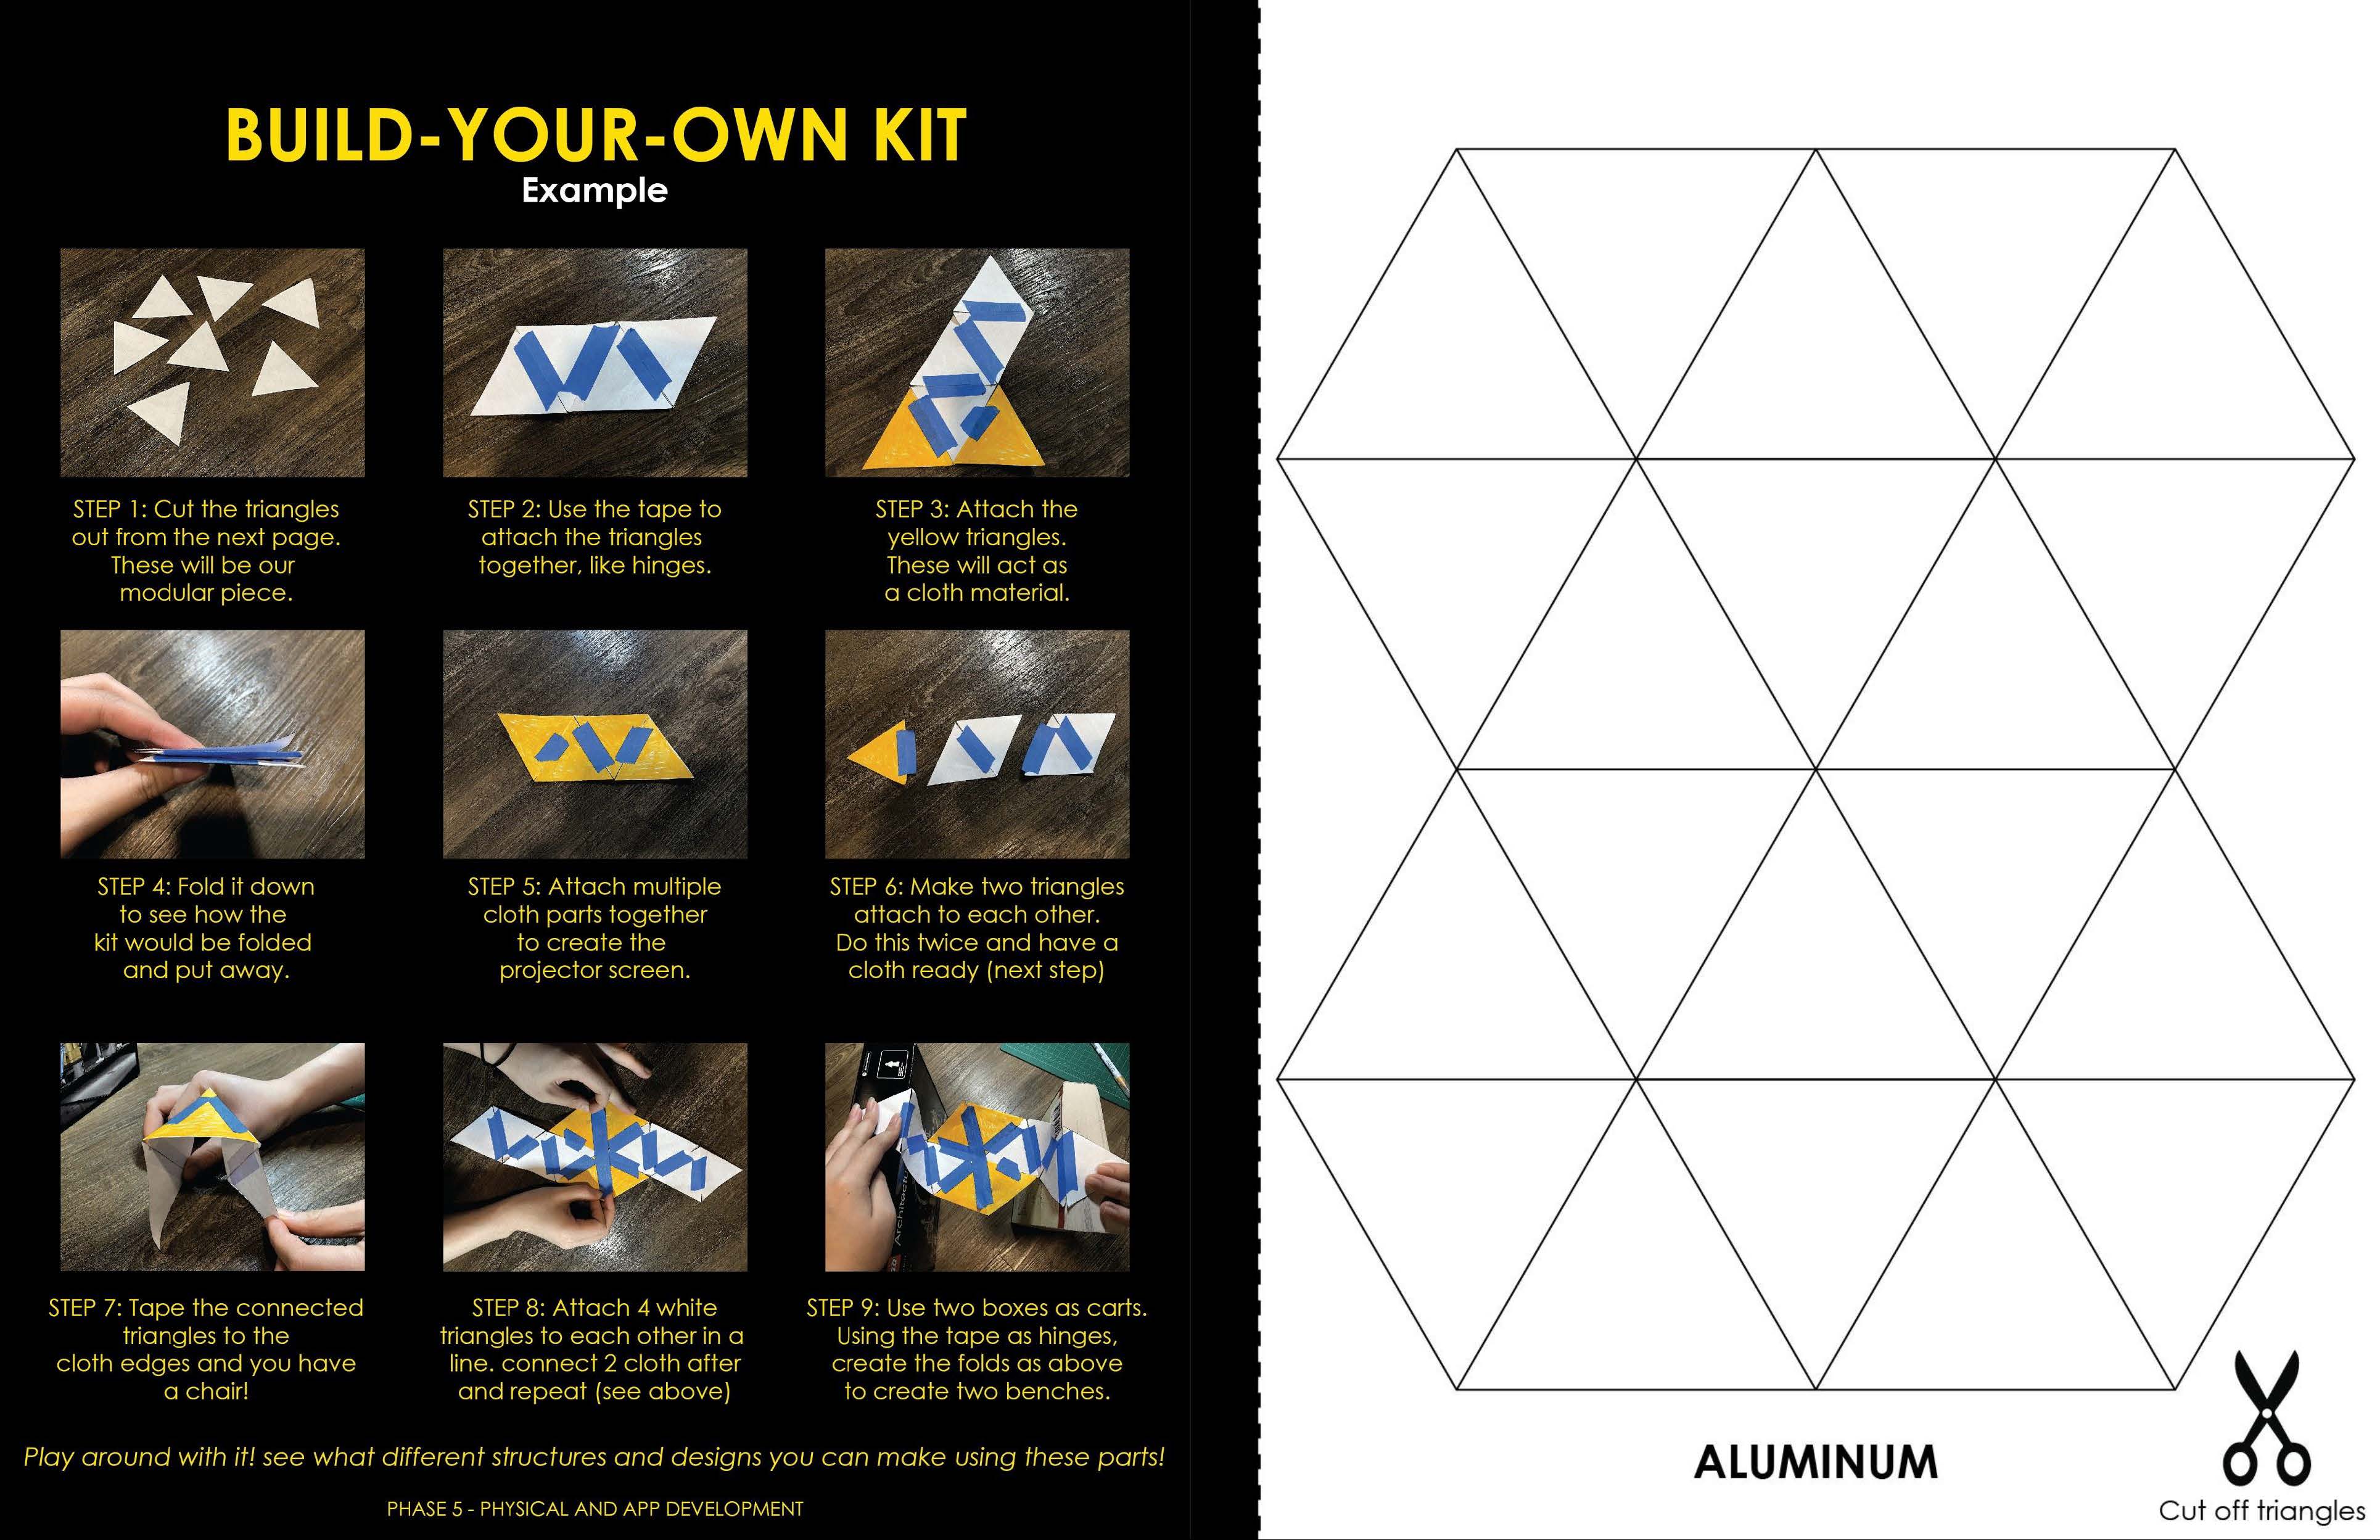 BUILD-YOUR-OWN KIT
Example
STEP 1: Cut the triangles
out from the next page.
These will be our
modular piece.
STEP 2: Use the tape to
attach the triangles
together, like hinges.
STEP 3: Attach the
yellow triangles.
These will act as
a cloth material.
STEP 4: Fold it down
to see how the
kit would be folded
and put away.
STEP 5: Attach multiple
cloth parts together
to create the
projector screen.
STEP 6: Make two triangles
attach to each other.
Do this twice and have a
cloth ready (next step)
Architectu
STEP 7: Tape the connected
triangles to the
cloth edges and you have
a chair!
STEP 8: Attach 4 white
triangles to each other in a
line. connect 2 cloth after
and repeat (see above)
STEP 9: Use two boxes as carts.
Using the tape as hinges,
create the folds as above
to create two benches.
Play around with it! see what different structures and designs you can make using these parts!
PHASE 5 - PHYSICAL AND APP DEVELOPMENT
ALUMINUM
Cut off triangles